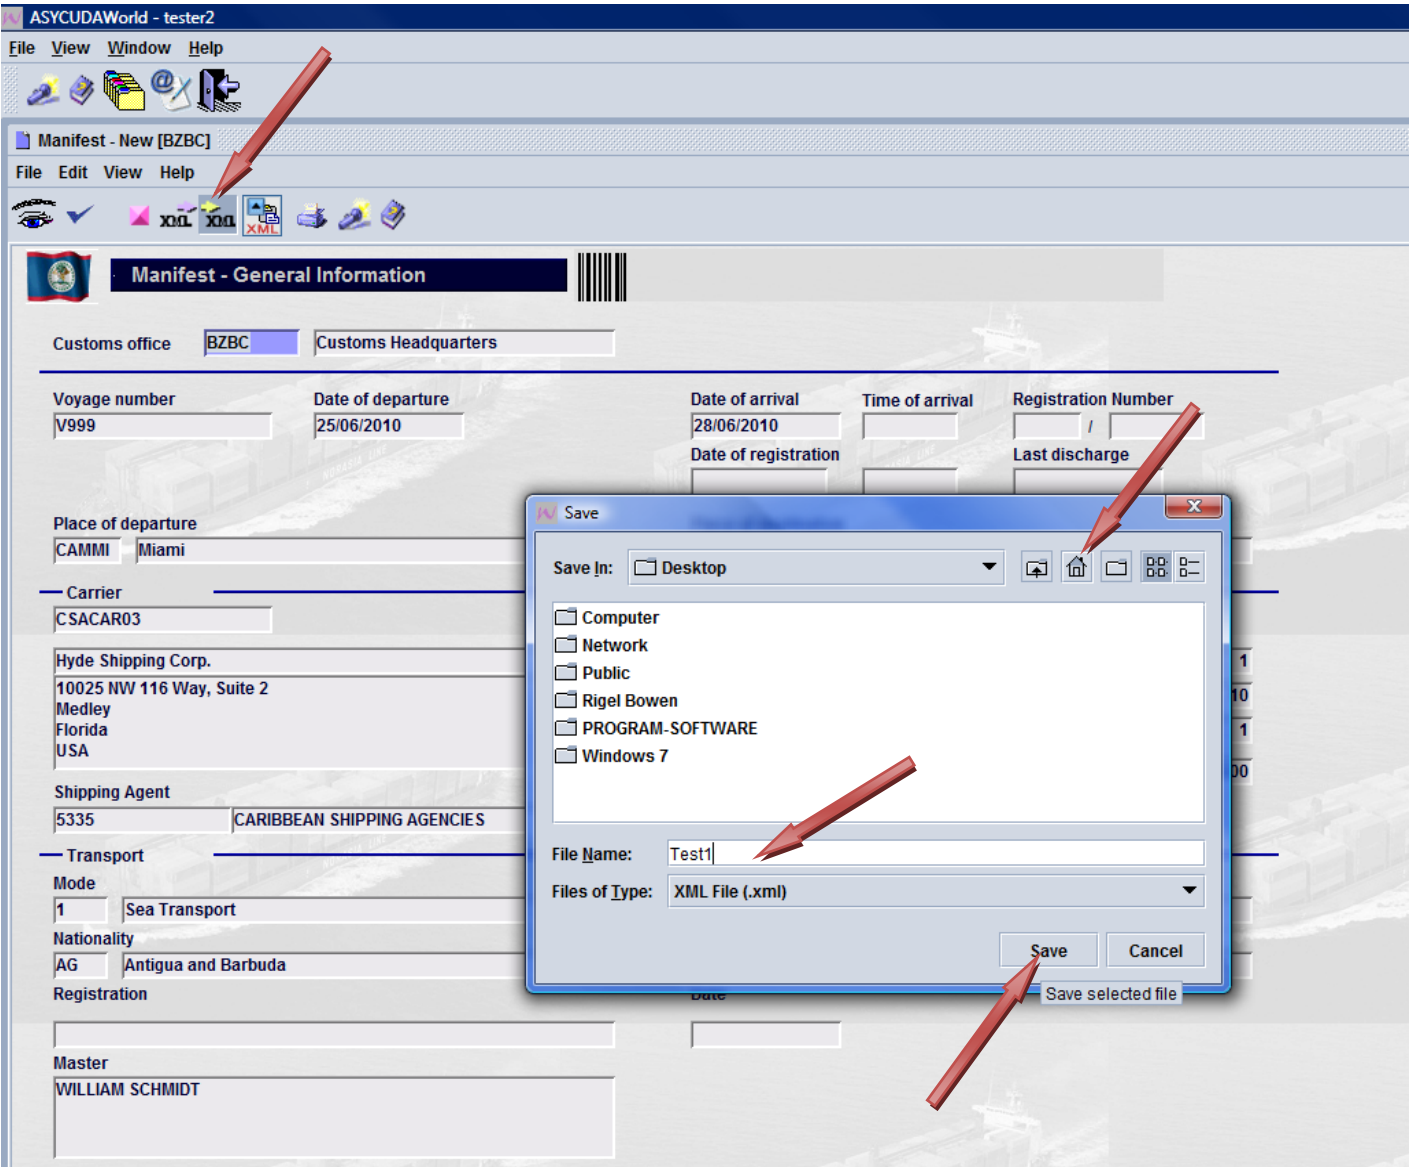 ASYCUDAWorld - tester2
File View Window Help
Manifest - New [BZBC]
File Edit View Help
XML XML XML
Manifest - General Information
Customs office BZBC Customs Headquarters
Voyage number Date of departure Date of arrival Time of arrival Registration Number
V999 25/06/2010 28/06/2010 /
Date of registration Last discharge
Place of departure
CAMMI Miami
Carrier
CSACAR03
Hyde Shipping Corp. 1
10025 NW 116 Way, Suite 2 10
Medley
Florida 1
USA
00
Shipping Agent
5335 CARIBBEAN SHIPPING AGENCIES
Transport
Mode
1 Sea Transport
Nationality
AG Antigua and Barbuda
Registration Date
Master
WILLIAM SCHMIDT
Save
Save In: Desktop
Computer
Network
Public
Rigel Bowen
PROGRAM-SOFTWARE
Windows 7
File Name: Test1
Files of Type: XML File (.xml)
Save Cancel
Save selected file